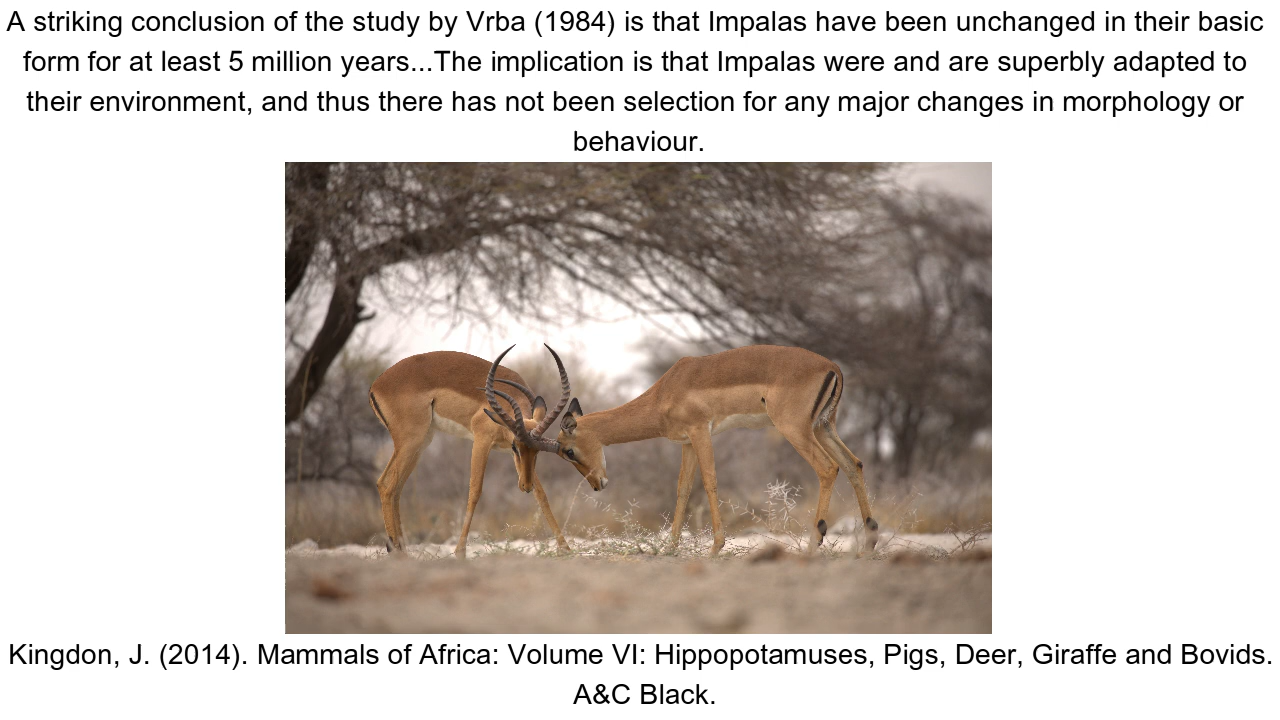 A striking conclusion of the study by Vrba (1984) is that Impalas have been unchanged in their basic
form for at least 5 million years...The implication is that Impalas were and are superbly adapted to
their environment, and thus there has not been selection for any major changes in morphology or
behaviour.
Kingdon, J. (2014). Mammals of Africa: Volume VI: Hippopotamuses, Pigs, Deer, Giraffe and Bovids.
A&C Black.